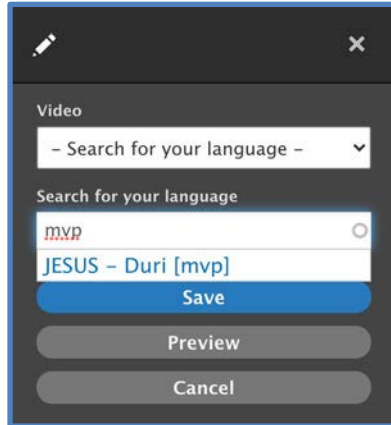 Video
– Search for your language –
Search for your language
mvp
JESUS – Duri [mvp]
Save
Preview
Cancel